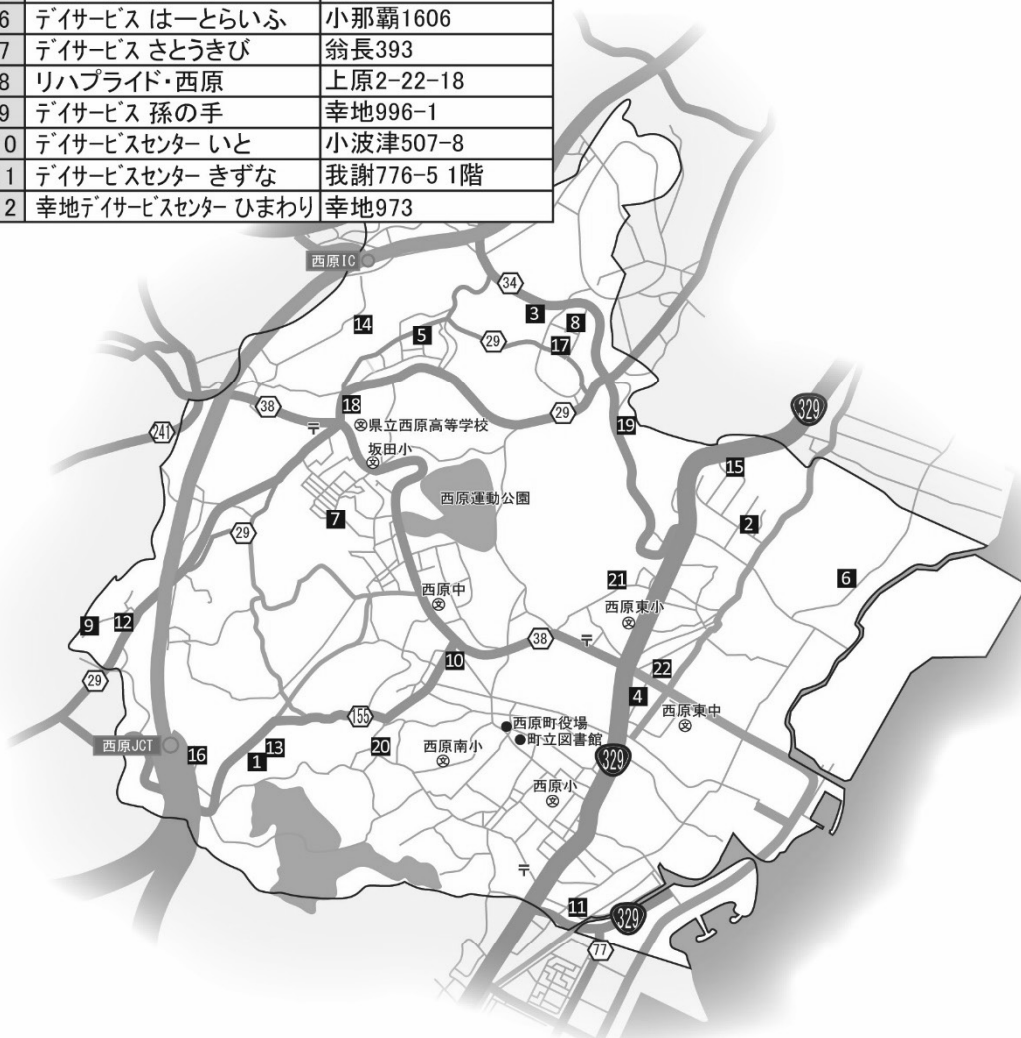 6 デイサービス はーとらいふ 小那覇1606
7 デイサービス さとうきび 翁長393
8 リハプライド・西原 上原2-22-18
9 デイサービス 孫の手 幸地996-1
0 デイサービスセンター いと 小波津507-8
1 デイサービスセンター きずな 我謝776-5 1階
2 幸地デイサービスセンター ひまわり 幸地973
西原IC
34
3
8
14
5
29
17
18
38
29
329
241
〒
県立西原高等学校
19
坂田小
15
西原運動公園
7
2
29
21
6
西原中
西原東小
9
12
38
〒
10
22
29
4
155
西原東中
西原町役場
西原JCT
16
13
20
西原南小
町立図書館
1
329
西原小
〒
11
329
77